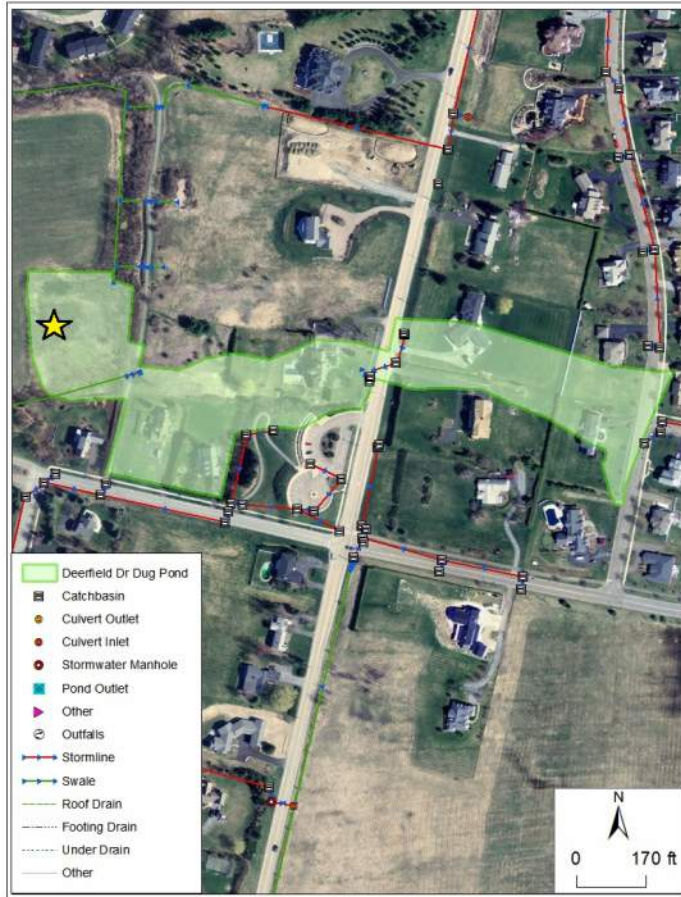 Deerfield Dr Dug Pond
Catchbasin
Culvert Outlet
Culvert Inlet
Stormwater Manhole
Pond Outlet
Other
Outfalls
Stormline
Swale
Roof Drain
Footing Drain
Under Drain
Other
N
0 170 ft